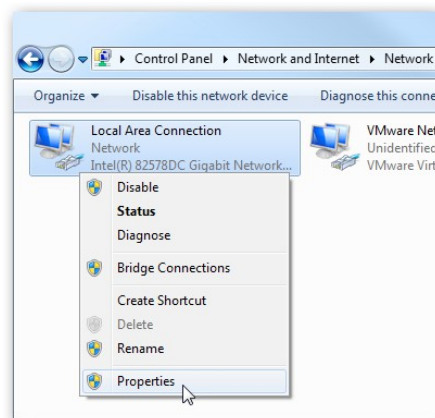 Control Panel Network and Internet Network
Organize Disable this network device Diagnose this conne
Local Area Connection
Network
Intel(R) 82578DC Gigabit Network...
VMware Net
Unidentified
VMware Virt
Disable
Status
Diagnose
Bridge Connections
Create Shortcut
Delete
Rename
Properties